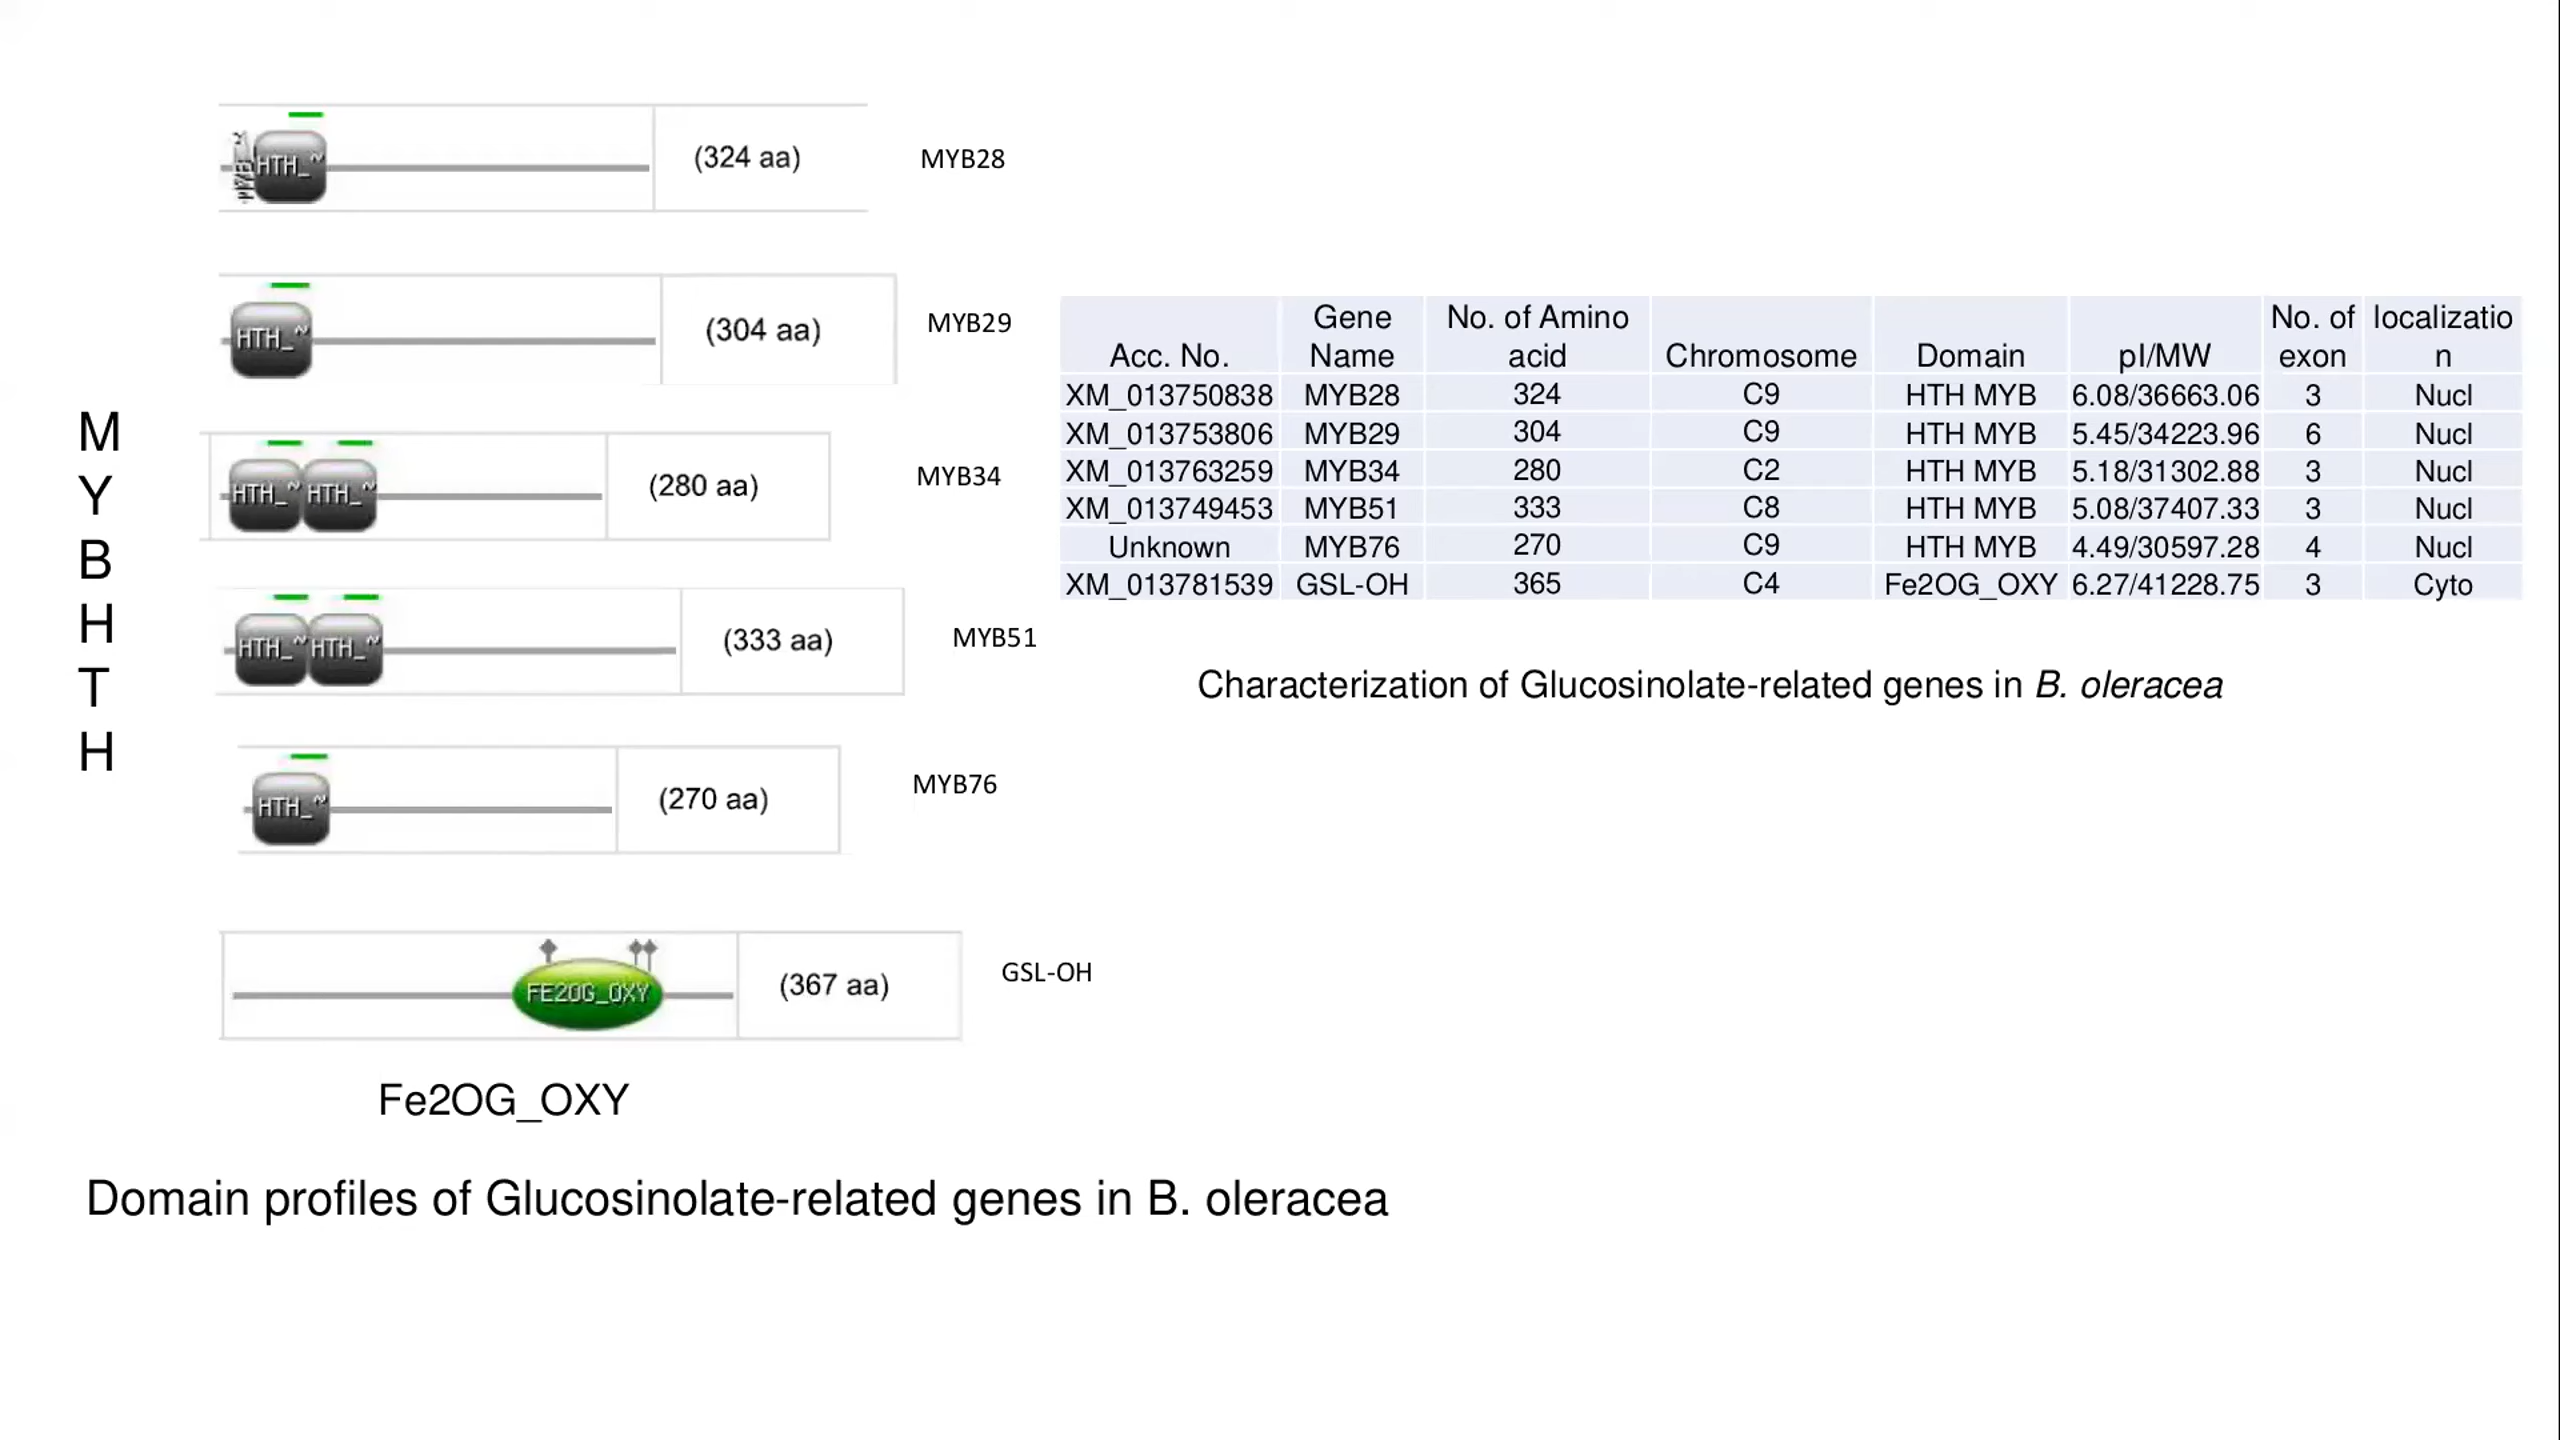 (324 aa) MYB28
HTH_~
(304 aa) MYB29
HTH_~
(280 aa) MYB34
HTH_~ HTH_~
(333 aa) MYB51
HTH_~ HTH_~
(270 aa) MYB76
HTH_~
(367 aa) GSL-OH
FE2OG_OXY
M
Y
B
H
T
H
Fe2OG_OXY
Domain profiles of Glucosinolate-related genes in B. oleracea
Acc. No. Gene Name No. of Amino acid Chromosome Domain pI/MW No. of exon localization
XM_013750838 MYB28 324 C9 HTH MYB 6.08/36663.06 3 Nucl
XM_013753806 MYB29 304 C9 HTH MYB 5.45/34223.96 6 Nucl
XM_013763259 MYB34 280 C2 HTH MYB 5.18/31302.88 3 Nucl
XM_013749453 MYB51 333 C8 HTH MYB 5.08/37407.33 3 Nucl
Unknown MYB76 270 C9 HTH MYB 4.49/30597.28 4 Nucl
XM_013781539 GSL-OH 365 C4 Fe2OG_OXY 6.27/41228.75 3 Cyto
Characterization of Glucosinolate-related genes in B. oleracea